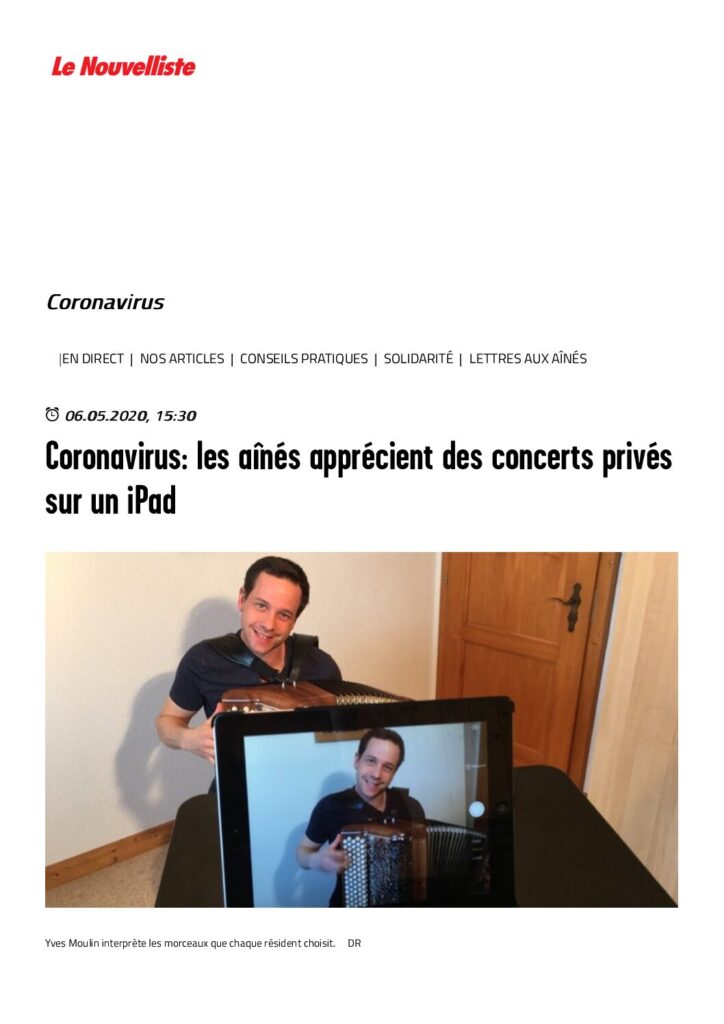 Le Nouvelliste
Coronavirus
|EN DIRECT | NOS ARTICLES | CONSEILS PRATIQUES | SOLIDARITÉ | LETTRES AUX AÎNÉS
06.05.2020, 15:30
Coronavirus: les aînés apprécient des concerts privés
sur un iPad
Yves Moulin interprète les morceaux que chaque résident choisit. DR